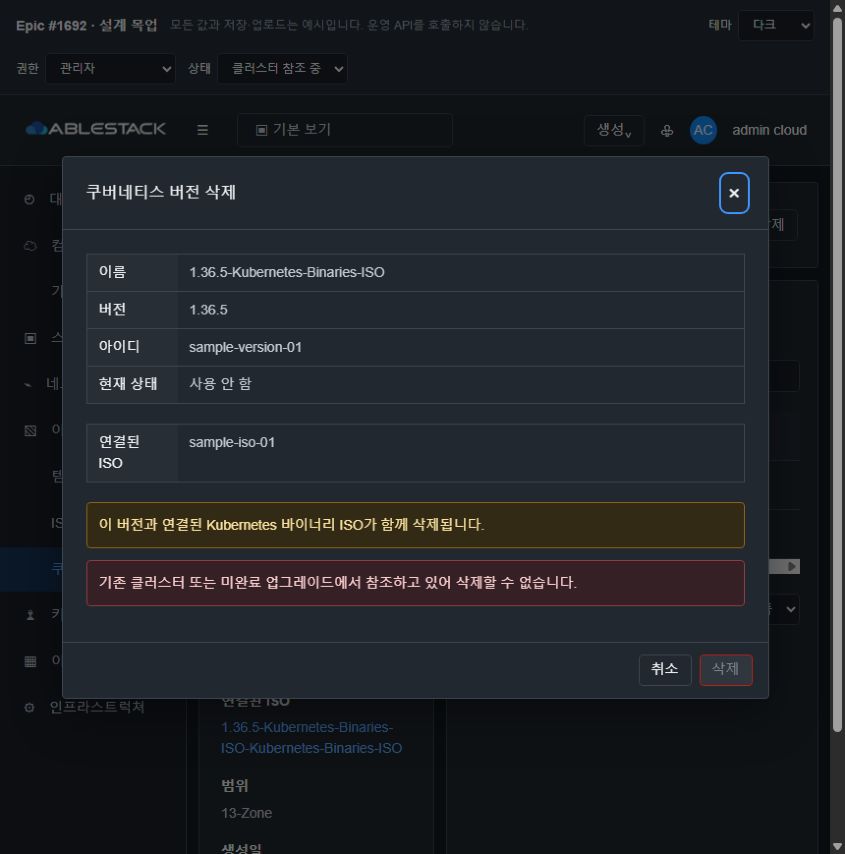 Epic #1692 · 설계 목업 모든 값과 저장·업로드는 예시입니다. 운영 API를 호출하지 않습니다. 테마 다크
권한 관리자 상태 클러스터 참조 중
ABLESTACK 기본 보기 생성 AC admin cloud
쿠버네티스 버전 삭제
이름 1.36.5-Kubernetes-Binaries-ISO
버전 1.36.5
아이디 sample-version-01
현재 상태 사용 안 함
연결된
ISO
sample-iso-01
이 버전과 연결된 Kubernetes 바이너리 ISO가 함께 삭제됩니다.
기존 클러스터 또는 미완료 업그레이드에서 참조하고 있어 삭제할 수 없습니다.
취소 삭제
인프라스트럭쳐
연결된 ISO
1.36.5-Kubernetes-Binaries-
ISO-Kubernetes-Binaries-ISO
범위
13-Zone
생성일